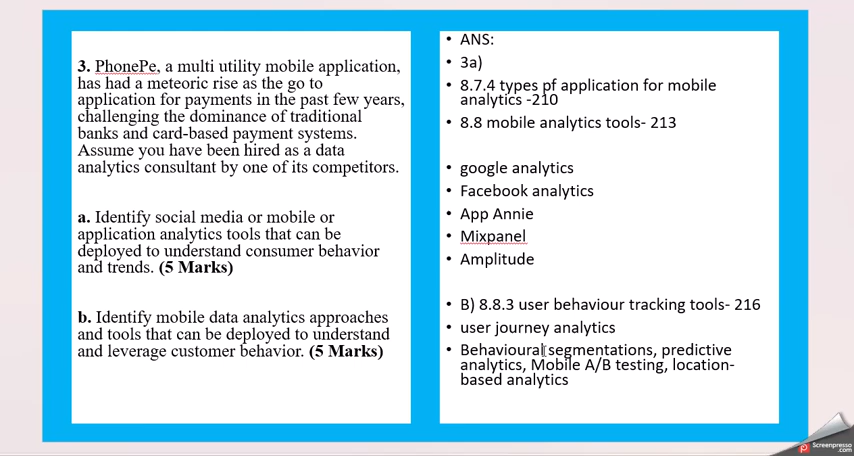 3. PhonePe, a multi utility mobile application,
has had a meteoric rise as the go to
application for payments in the past few years,
challenging the dominance of traditional
banks and card-based payment systems.
Assume you have been hired as a data
analytics consultant by one of its competitors.
a. Identify social media or mobile or
application analytics tools that can be
deployed to understand consumer behavior
and trends. (5 Marks)
b. Identify mobile data analytics approaches
and tools that can be deployed to understand
and leverage customer behavior. (5 Marks)
• ANS:
• 3a)
• 8.7.4 types pf application for mobile
analytics -210
• 8.8 mobile analytics tools- 213
• google analytics
• Facebook analytics
• App Annie
• Mixpanel
• Amplitude
• B) 8.8.3 user behaviour tracking tools- 216
• user journey analytics
• Behavioural segmentations, predictive
analytics, Mobile A/B testing, location-
based analytics
Screenpresso
.com